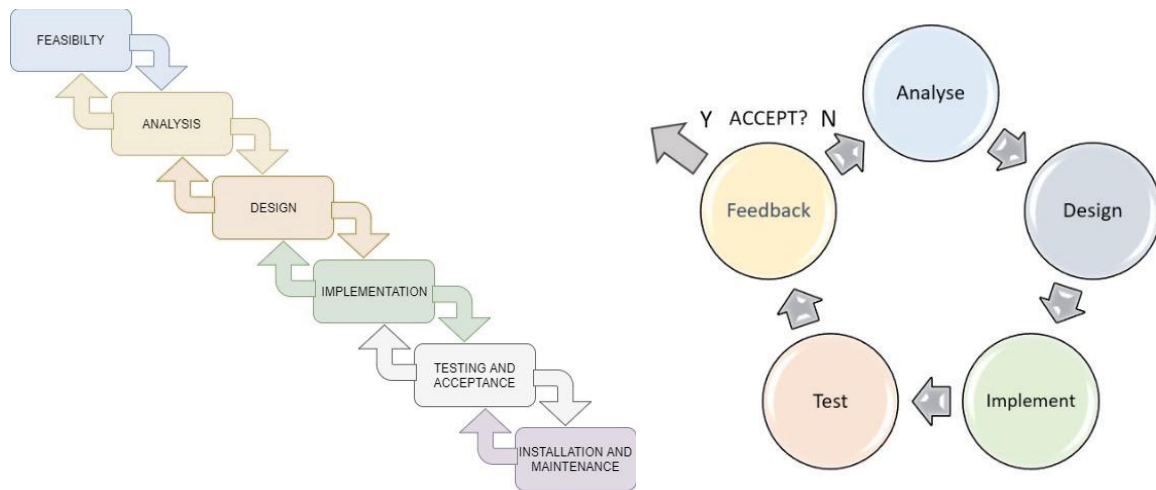 FEASIBILTY
ANALYSIS
DESIGN
IMPLEMENTATION
TESTING AND
ACCEPTANCE
INSTALLATION AND
MAINTENANCE
Analyse
Y ACCEPT? N
Feedback
Design
Test
Implement